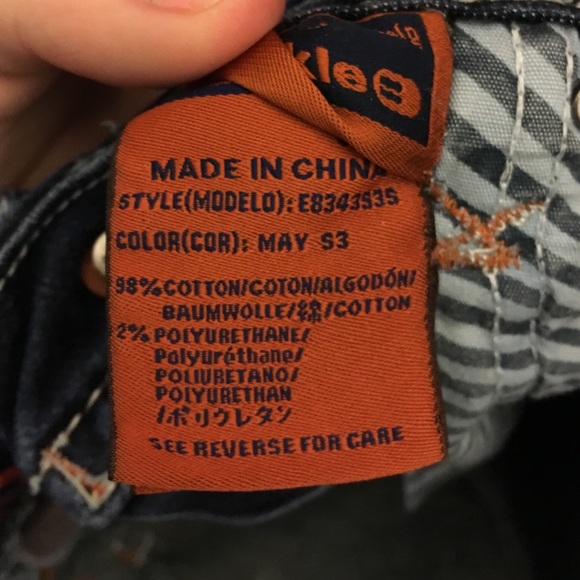 kle
MADE IN CHINA
STYLE(MODELO): E8343S3S
COLOR(COR): MAY S3
98% COTTON/COTON/ALGODÓN/
BAUMWOLLE/綿/COTTON
2% POLYURETHANE/
Polyuréthane/
POLIURETANO/
POLYURETHAN
/ポリウレタン
SEE REVERSE FOR CARE